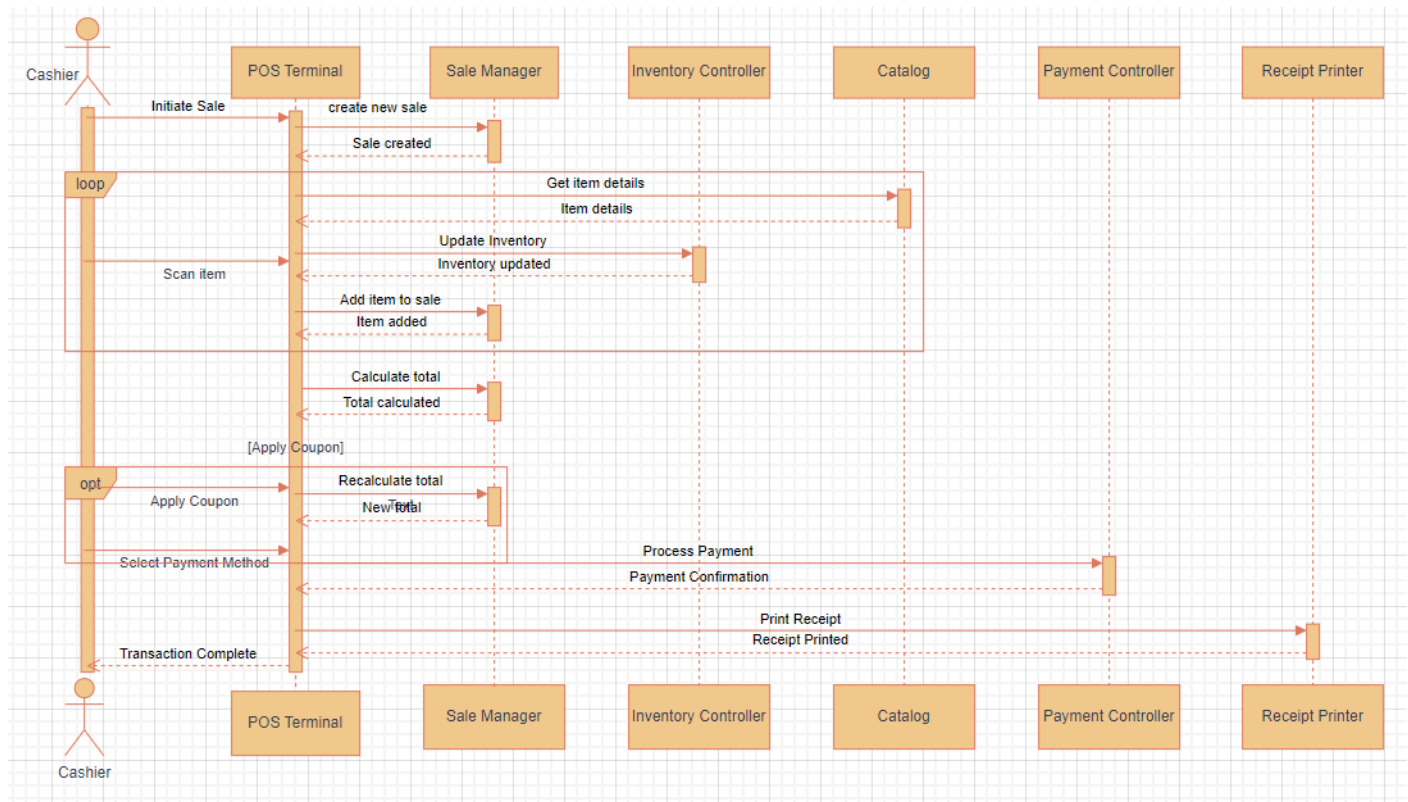 Cashier
POS Terminal
Sale Manager
Inventory Controller
Catalog
Payment Controller
Receipt Printer
Initiate Sale
create new sale
Sale created
loop
Get item details
Item details
Update Inventory
Inventory updated
Scan item
Add item to sale
Item added
Calculate total
Total calculated
[Apply Coupon]
opt
Recalculate total
Apply Coupon
Text
New total
Select Payment Method
Process Payment
Payment Confirmation
Print Receipt
Receipt Printed
Transaction Complete
POS Terminal
Sale Manager
Inventory Controller
Catalog
Payment Controller
Receipt Printer
Cashier